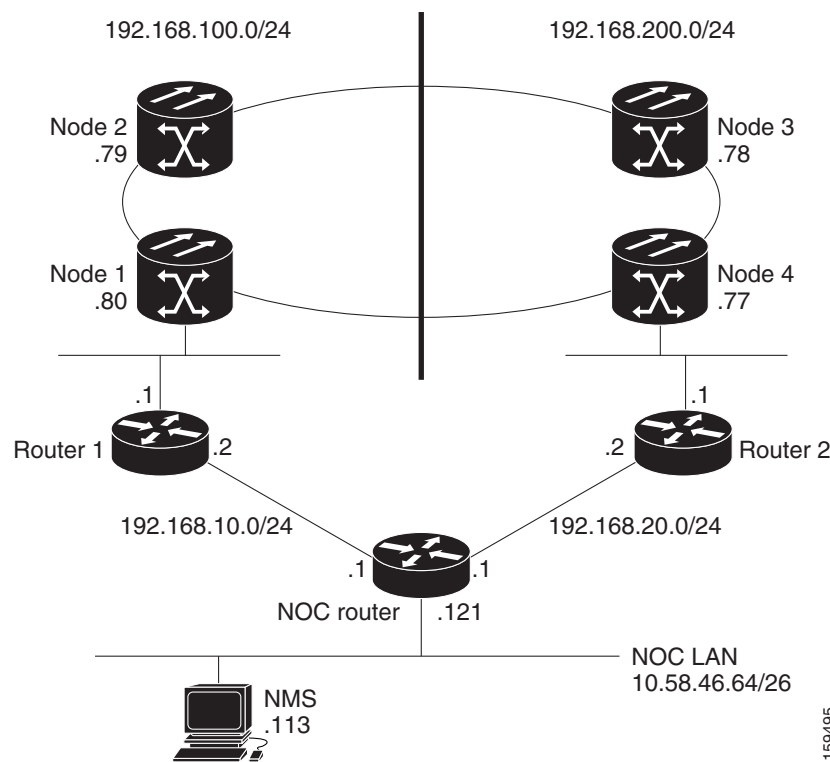 192.168.100.0/24
192.168.200.0/24
Node 2
.79
Node 3
.78
Node 1
.80
Node 4
.77
.1
.1
Router 1
.2
.2
Router 2
192.168.10.0/24
192.168.20.0/24
.1
.1
NOC router
.121
NOC LAN
10.58.46.64/26
NMS
.113
159495